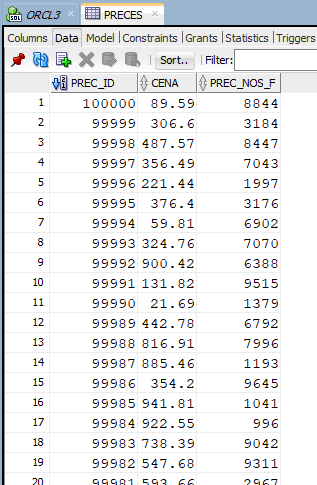 SQL ORCL3 PRECES
Columns Data Model Constraints Grants Statistics Triggers
Sort.. Filter:
PREC_ID CENA PREC_NOS_F
1 100000 89.59 8844
2 99999 306.6 3184
3 99998 487.57 8447
4 99997 356.49 7043
5 99996 221.44 1997
6 99995 376.4 3176
7 99994 59.81 6902
8 99993 324.76 7070
9 99992 900.42 6388
10 99991 131.82 9515
11 99990 21.69 1379
12 99989 442.78 6792
13 99988 816.91 7996
14 99987 885.46 1193
15 99986 354.2 9645
16 99985 941.81 1041
17 99984 922.55 996
18 99983 738.39 9042
19 99982 547.68 9311
20 99981 593.66 2967